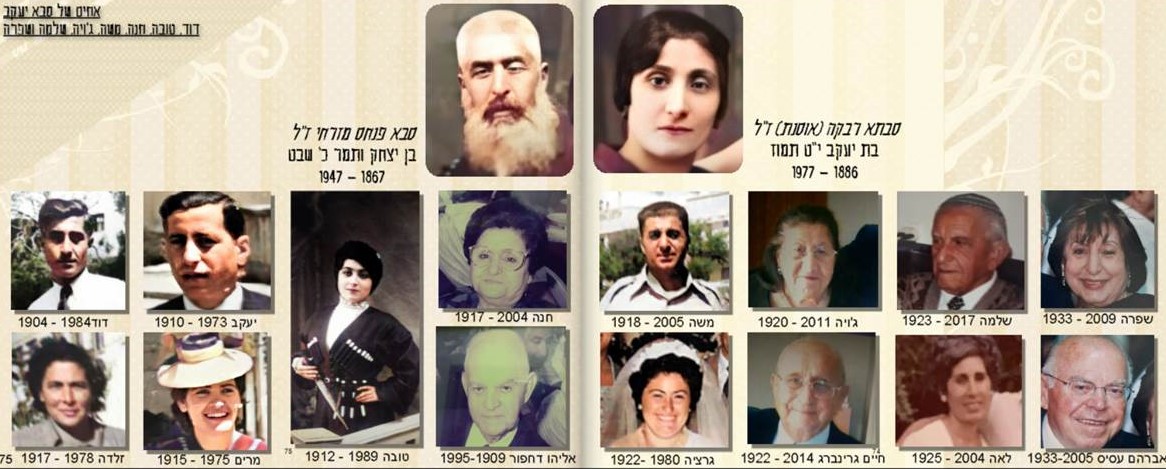 אחים של סבא יעקב
דוד. טובה. חנה. משה. ג'ויה. שלמה ושפרה
סבא פנחס מזרחי ז"ל
בן יצחק ותמר כ' שבט
1947 – 1867
סבתא רבקה (אוסנת) ז"ל
בת יעקב י"ט תמוז
1977 – 1886
דוד1984 - 1904
יעקב 1973 - 1910
חנה 2004 - 1917
משה 2005 - 1918
ג'ויה 2011 - 1920
שלמה 2017 - 1923
שפרה 2009 - 1933
זלדה 1978 - 1917
מרים 1975 - 1915
טובה 1989 - 1912
אליהו דחפור 1909-1995
גרציה 1980 -1922
חיים גרינברג 2014 - 1922
לאה 2004 - 1925
אברהם עסיס 1933-2005
75
75
74